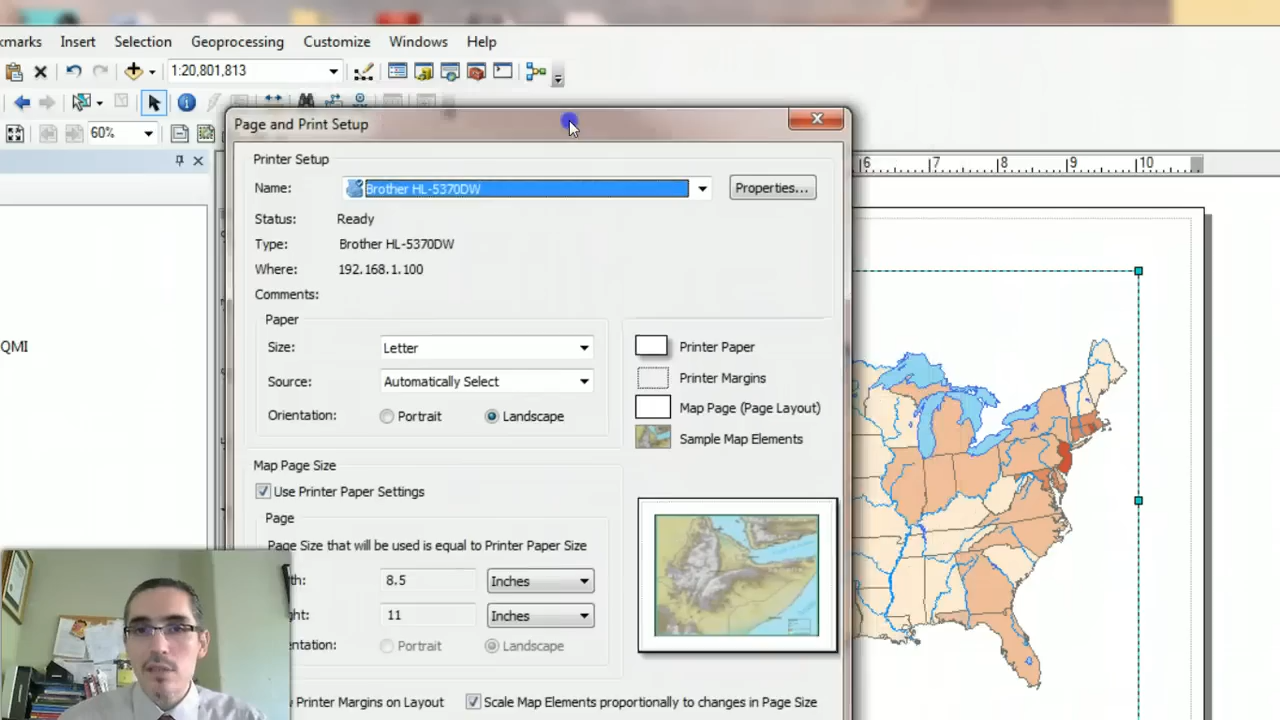 kmarks Insert Selection Geoprocessing Customize Windows Help
1:20,801,813
60%
Page and Print Setup
6 7 8 9 10
Printer Setup
Name: Brother HL-5370DW Properties...
Status: Ready
Type: Brother HL-5370DW
Where: 192.168.1.100
Comments:
Paper
Size: Letter
Source: Automatically Select
Orientation: Portrait Landscape
Printer Paper
Printer Margins
Map Page (Page Layout)
Sample Map Elements
QMI
Map Page Size
Use Printer Paper Settings
Page
Page Size that will be used is equal to Printer Paper Size
th: 8.5 Inches
ht: 11 Inches
entation: Portrait Landscape
Printer Margins on Layout
Scale Map Elements proportionally to changes in Page Size